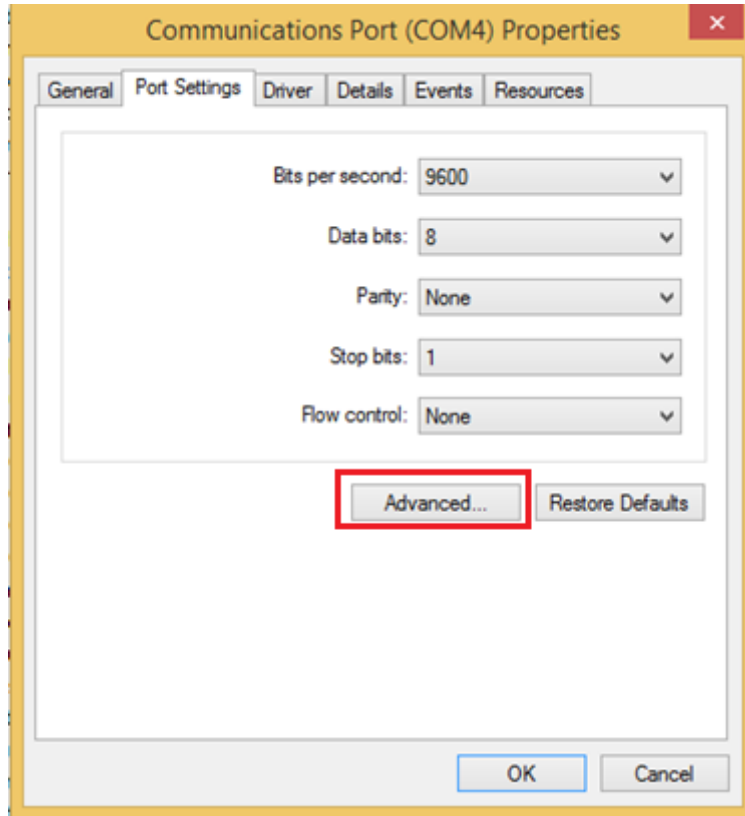 Communications Port (COM4) Properties
General Port Settings Driver Details Events Resources
Bits per second: 9600
Data bits: 8
Parity: None
Stop bits: 1
Flow control: None
Advanced... Restore Defaults
OK Cancel